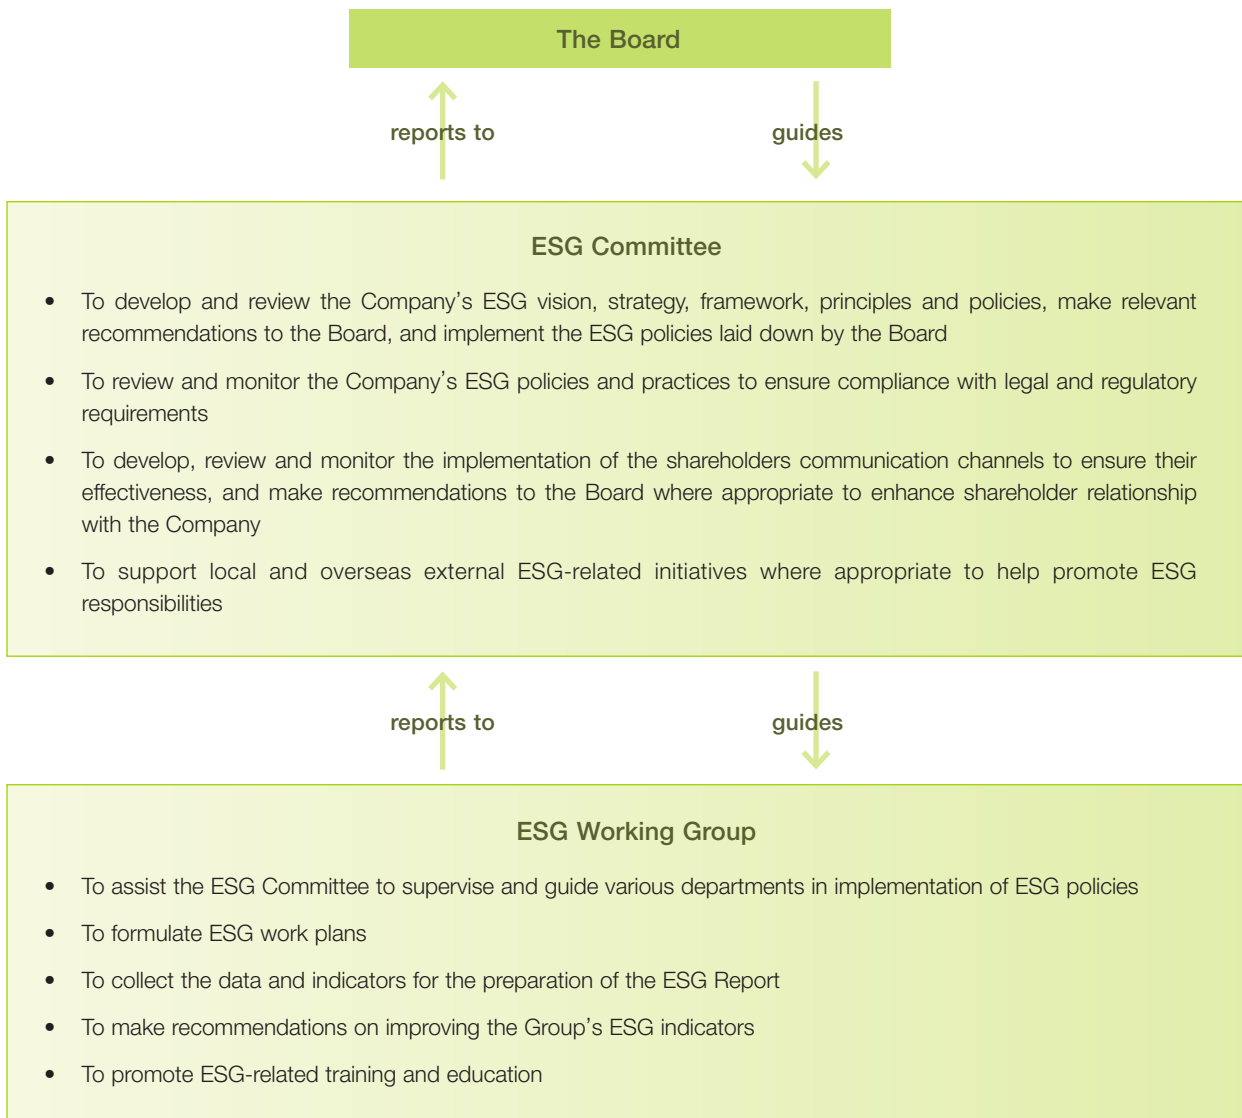 The Board
reports to
guides
ESG Committee
• To develop and review the Company’s ESG vision, strategy, framework, principles and policies, make relevant
recommendations to the Board, and implement the ESG policies laid down by the Board
• To review and monitor the Company’s ESG policies and practices to ensure compliance with legal and regulatory
requirements
• To develop, review and monitor the implementation of the shareholders communication channels to ensure their
effectiveness, and make recommendations to the Board where appropriate to enhance shareholder relationship
with the Company
• To support local and overseas external ESG-related initiatives where appropriate to help promote ESG
responsibilities
reports to
guides
ESG Working Group
• To assist the ESG Committee to supervise and guide various departments in implementation of ESG policies
• To formulate ESG work plans
• To collect the data and indicators for the preparation of the ESG Report
• To make recommendations on improving the Group’s ESG indicators
• To promote ESG-related training and education